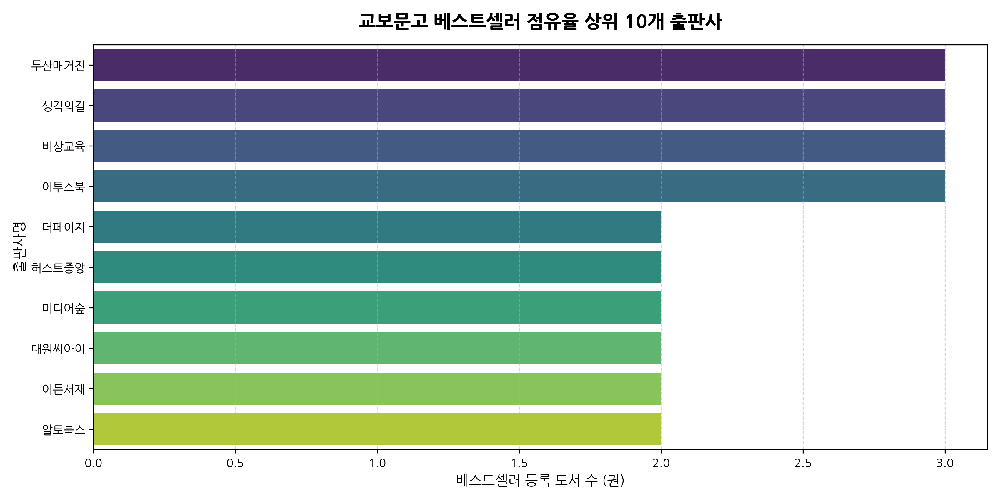 교보문고 베스트셀러 점유율 상위 10개 출판사
출판사명
두산매거진
생각의길
비상교육
이투스북
더페이지
허스트중앙
미디어숲
대원씨아이
이든서재
알토북스
0.0 0.5 1.0 1.5 2.0 2.5 3.0
베스트셀러 등록 도서 수 (권)